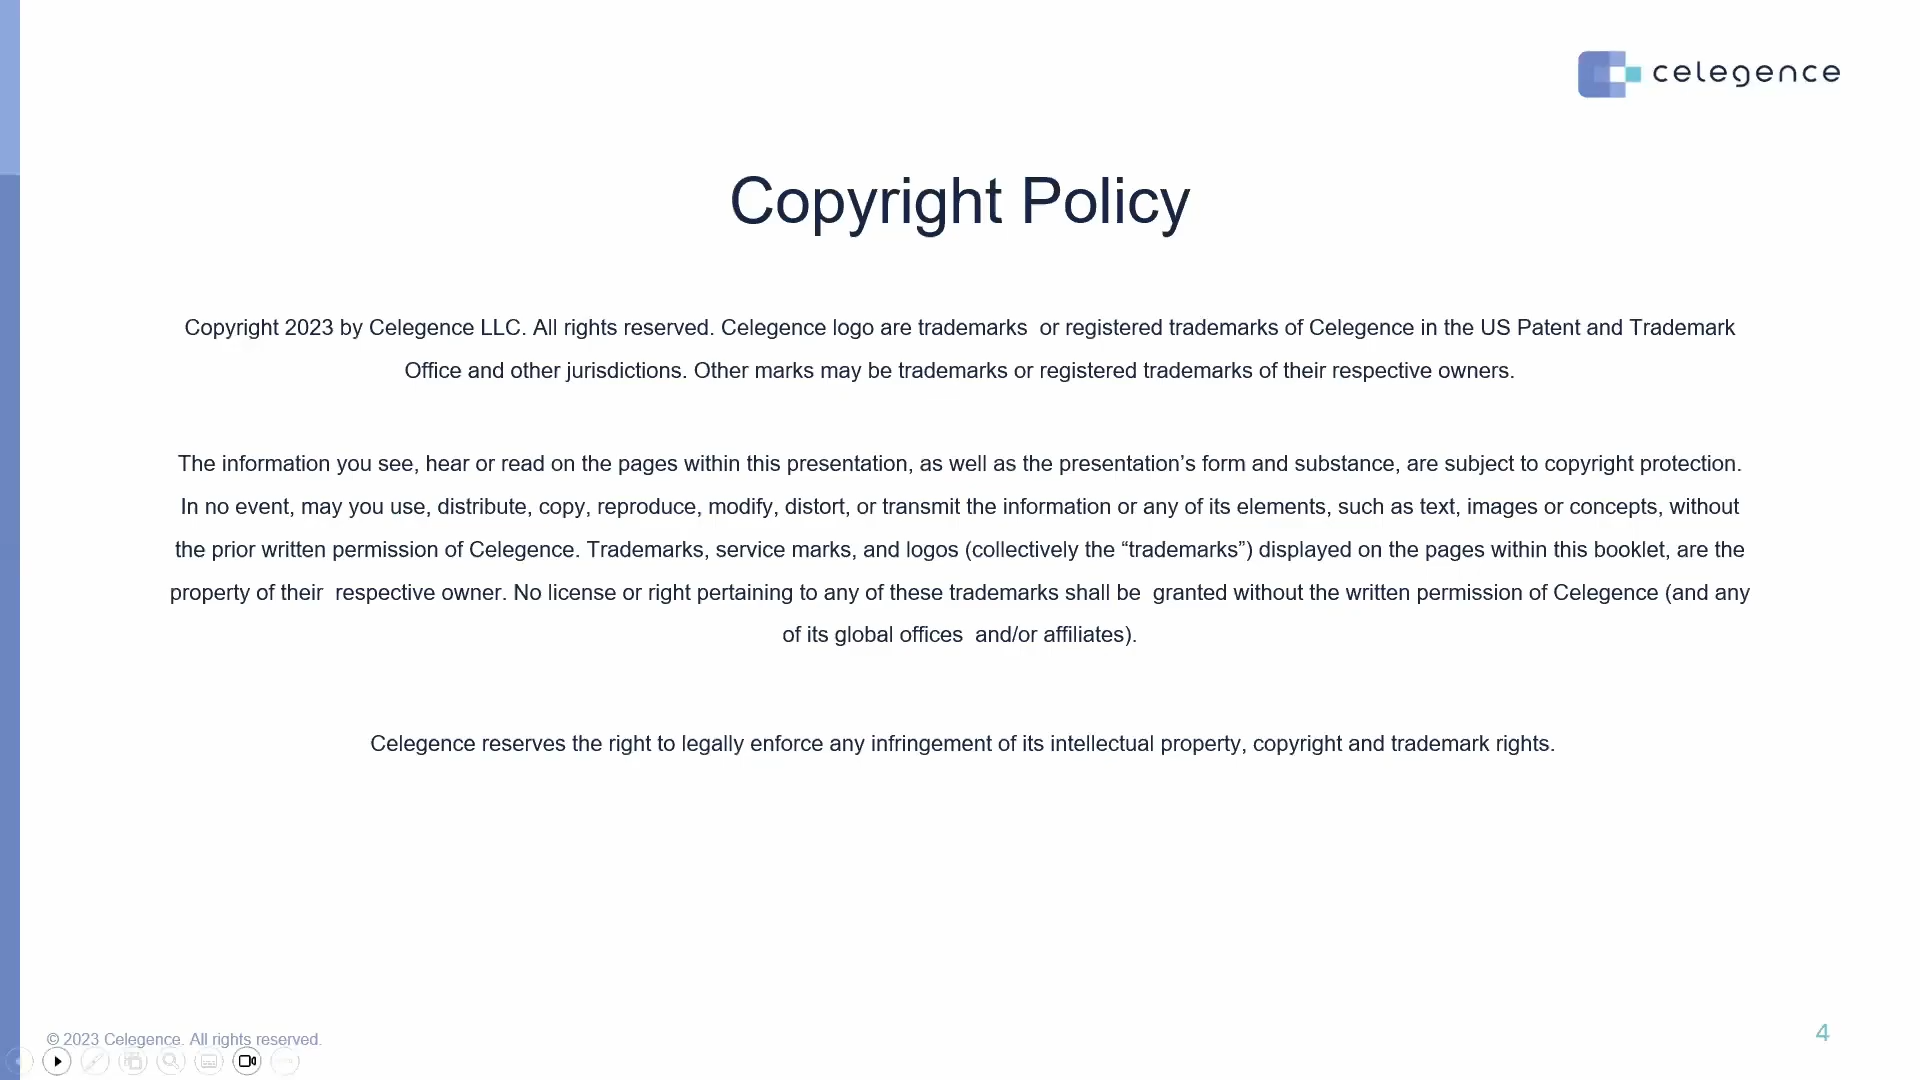 celegence
Copyright Policy
Copyright 2023 by Celegence LLC. All rights reserved. Celegence logo are trademarks  or registered trademarks of Celegence in the US Patent and Trademark
Office and other jurisdictions. Other marks may be trademarks or registered trademarks of their respective owners.
The information you see, hear or read on the pages within this presentation, as well as the presentation’s form and substance, are subject to copyright protection.
In no event, may you use, distribute, copy, reproduce, modify, distort, or transmit the information or any of its elements, such as text, images or concepts, without
the prior written permission of Celegence. Trademarks, service marks, and logos (collectively the “trademarks”) displayed on the pages within this booklet, are the
property of their  respective owner. No license or right pertaining to any of these trademarks shall be  granted without the written permission of Celegence (and any
of its global offices  and/or affiliates).
Celegence reserves the right to legally enforce any infringement of its intellectual property, copyright and trademark rights.
© 2023 Celegence. All rights reserved.
4